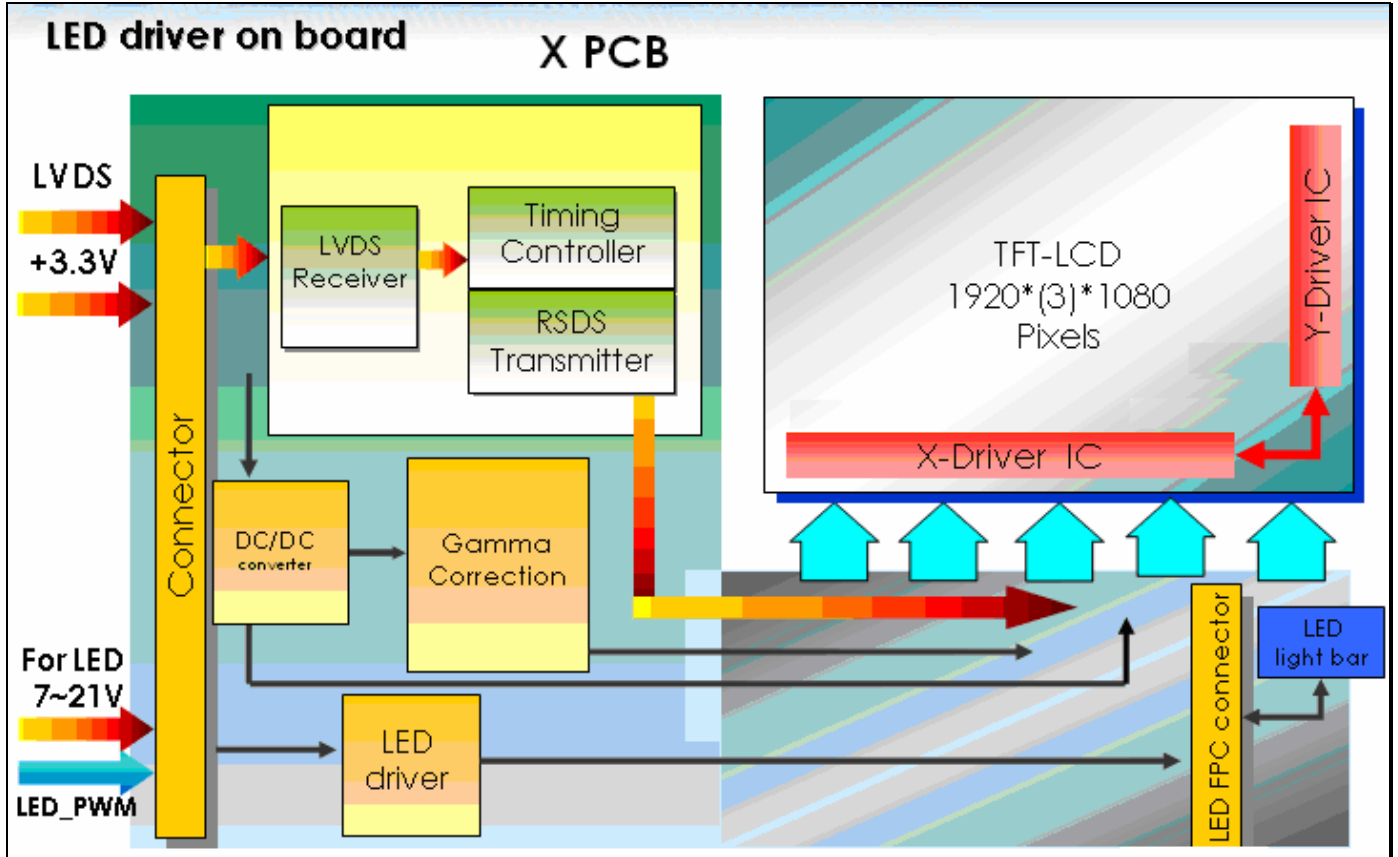 LED driver on board
X PCB
LVDS
+3.3V
For LED
7~21V
LED_PWM
Connector
LVDS
Receiver
Timing
Controller
RSDS
Transmitter
DC/DC
converter
Gamma
Correction
LED
driver
TFT-LCD
1920*(3)*1080
Pixels
Y-Driver IC
X-Driver IC
LED FPC connector
LED
light bar